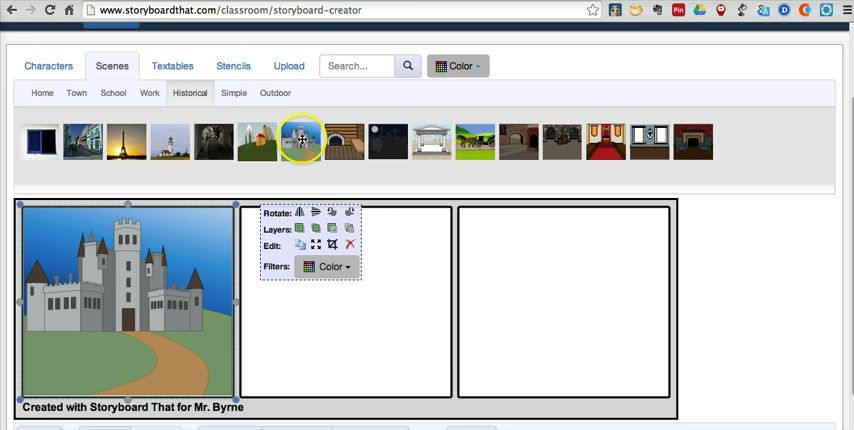 www.storyboardthat.com/classroom/storyboard-creator
Characters Scenes Textables Stencils Upload Search... Color
Home Town School Work Historical Simple Outdoor
Rotate:
Layers:
Edit:
Filters: Color
Created with Storyboard That for Mr. Byrne